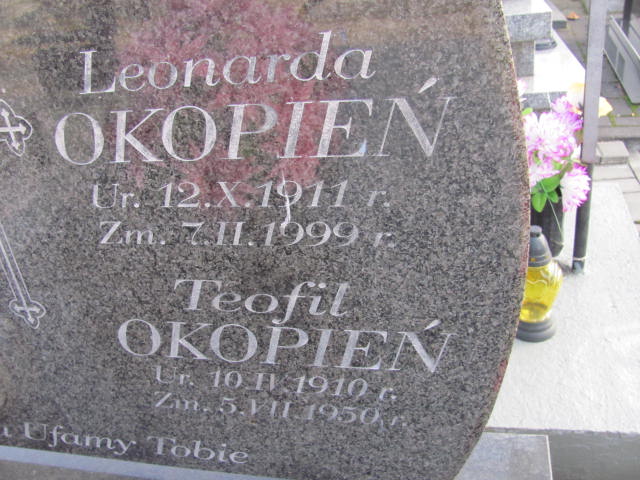 Leonarda
OKOPIEŃ
Ur. 12.X.1911 r.
Zm. 7.II.1999 r.
Teofil
OKOPIEŃ
Ur. 10.IV.1910 r.
Zm. 5.VII.1950 r.
Ufamy Tobie